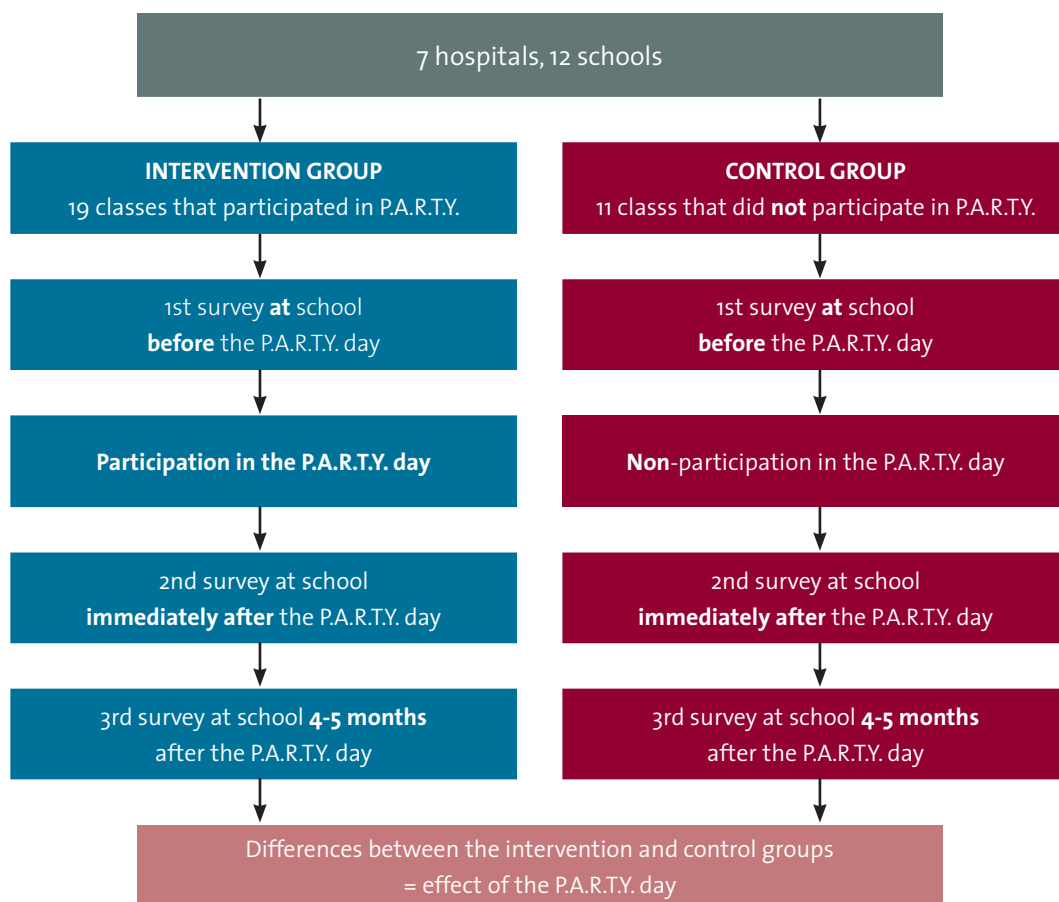 7 hospitals, 12 schools
INTERVENTION GROUP
19 classes that participated in P.A.R.T.Y.
CONTROL GROUP
11 classs that did not participate in P.A.R.T.Y.
1st survey at school
before the P.A.R.T.Y. day
1st survey at school
before the P.A.R.T.Y. day
Participation in the P.A.R.T.Y. day
Non-participation in the P.A.R.T.Y. day
2nd survey at school
immediately after the P.A.R.T.Y. day
2nd survey at school
immediately after the P.A.R.T.Y. day
3rd survey at school 4-5 months
after the P.A.R.T.Y. day
3rd survey at school 4-5 months
after the P.A.R.T.Y. day
Differences between the intervention and control groups
= effect of the P.A.R.T.Y. day